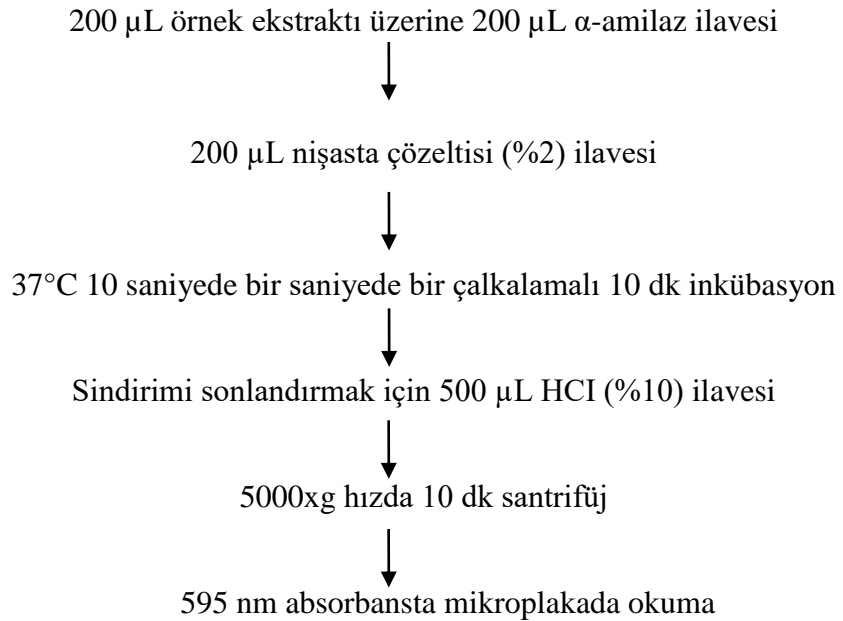 200 µL örnek ekstraktı üzerine 200 µL α-amilaz ilavesi
200 µL nişasta çözeltisi (%2) ilavesi
37°C 10 saniyede bir saniyede bir çalkalamalı 10 dk inkübasyon
Sindirimi sonlandırmak için 500 µL HCI (%10) ilavesi
5000xg hızda 10 dk santrifüj
595 nm absorbansta mikroplakada okuma